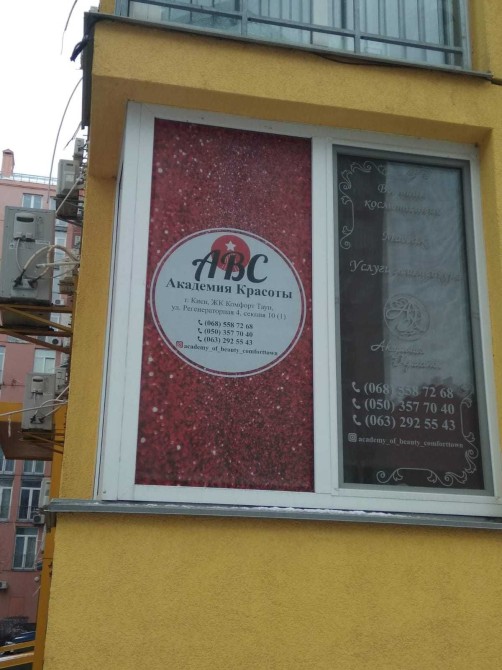 ABC
Академия Красоты
г. Киев, ЖК Комфорт Таун,
ул. Регенераторная 4, секция 10 (1)
(068) 558 72 68
(050) 357 70 40
(063) 292 55 43
academy_of_beauty_comforttown
Услуги
(068) 558 72 68
(050) 357 70 40
(063) 292 55 43
academy_of_beauty_comforttown